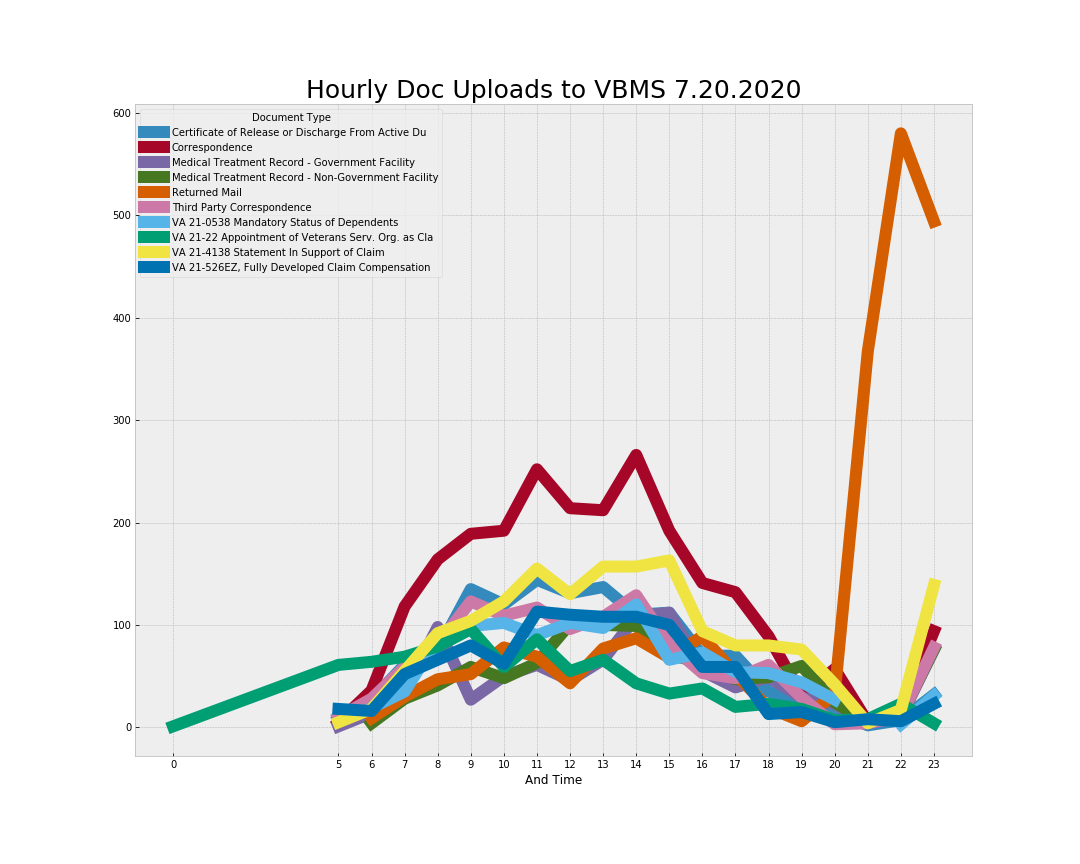 Hourly Doc Uploads to VBMS 7.20.2020
600
500
400
300
200
100
0
Document Type
Certificate of Release or Discharge From Active Du
Correspondence
Medical Treatment Record - Government Facility
Medical Treatment Record - Non-Government Facility
Returned Mail
Third Party Correspondence
VA 21-0538 Mandatory Status of Dependents
VA 21-22 Appointment of Veterans Serv. Org. as Cla
VA 21-4138 Statement In Support of Claim
VA 21-526EZ, Fully Developed Claim Compensation
0 5 6 7 8 9 10 11 12 13 14 15 16 17 18 19 20 21 22 23
And Time